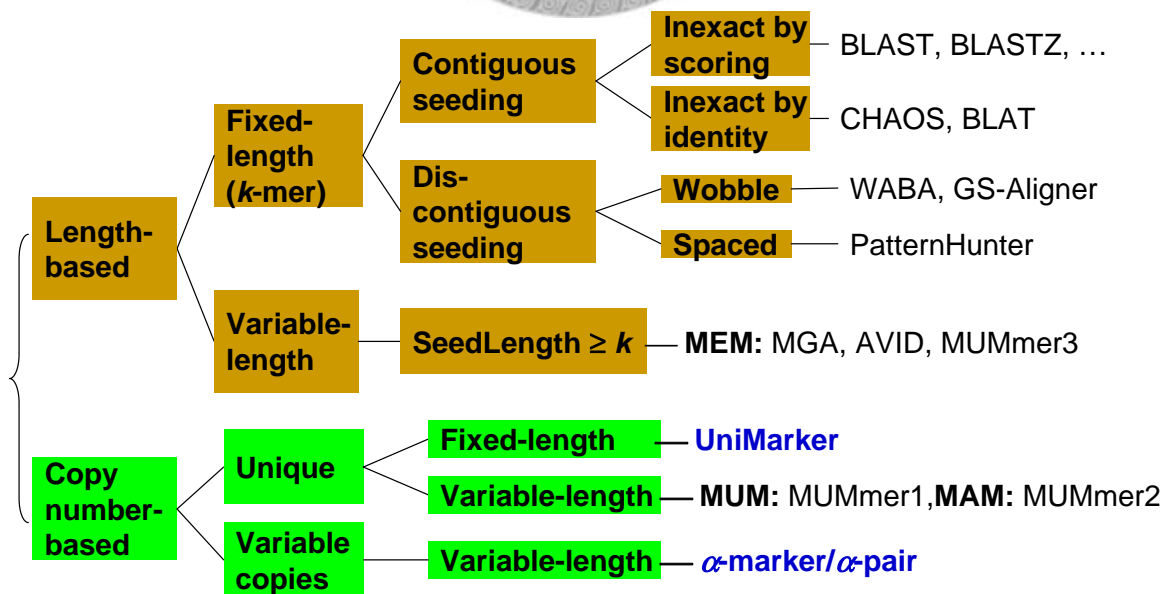 Length-
based
Fixed-
length
(k-mer)
Contiguous
seeding
Inexact by
scoring
BLAST, BLASTZ, …
Inexact by
identity
CHAOS, BLAT
Dis-
contiguous
seeding
Wobble
WABA, GS-Aligner
Spaced
PatternHunter
Variable-
length
SeedLength ≥ k
MEM: MGA, AVID, MUMmer3
Copy
number-
based
Unique
Fixed-length
UniMarker
Variable-length
MUM: MUMmer1,MAM: MUMmer2
Variable
copies
Variable-length
α-marker/α-pair